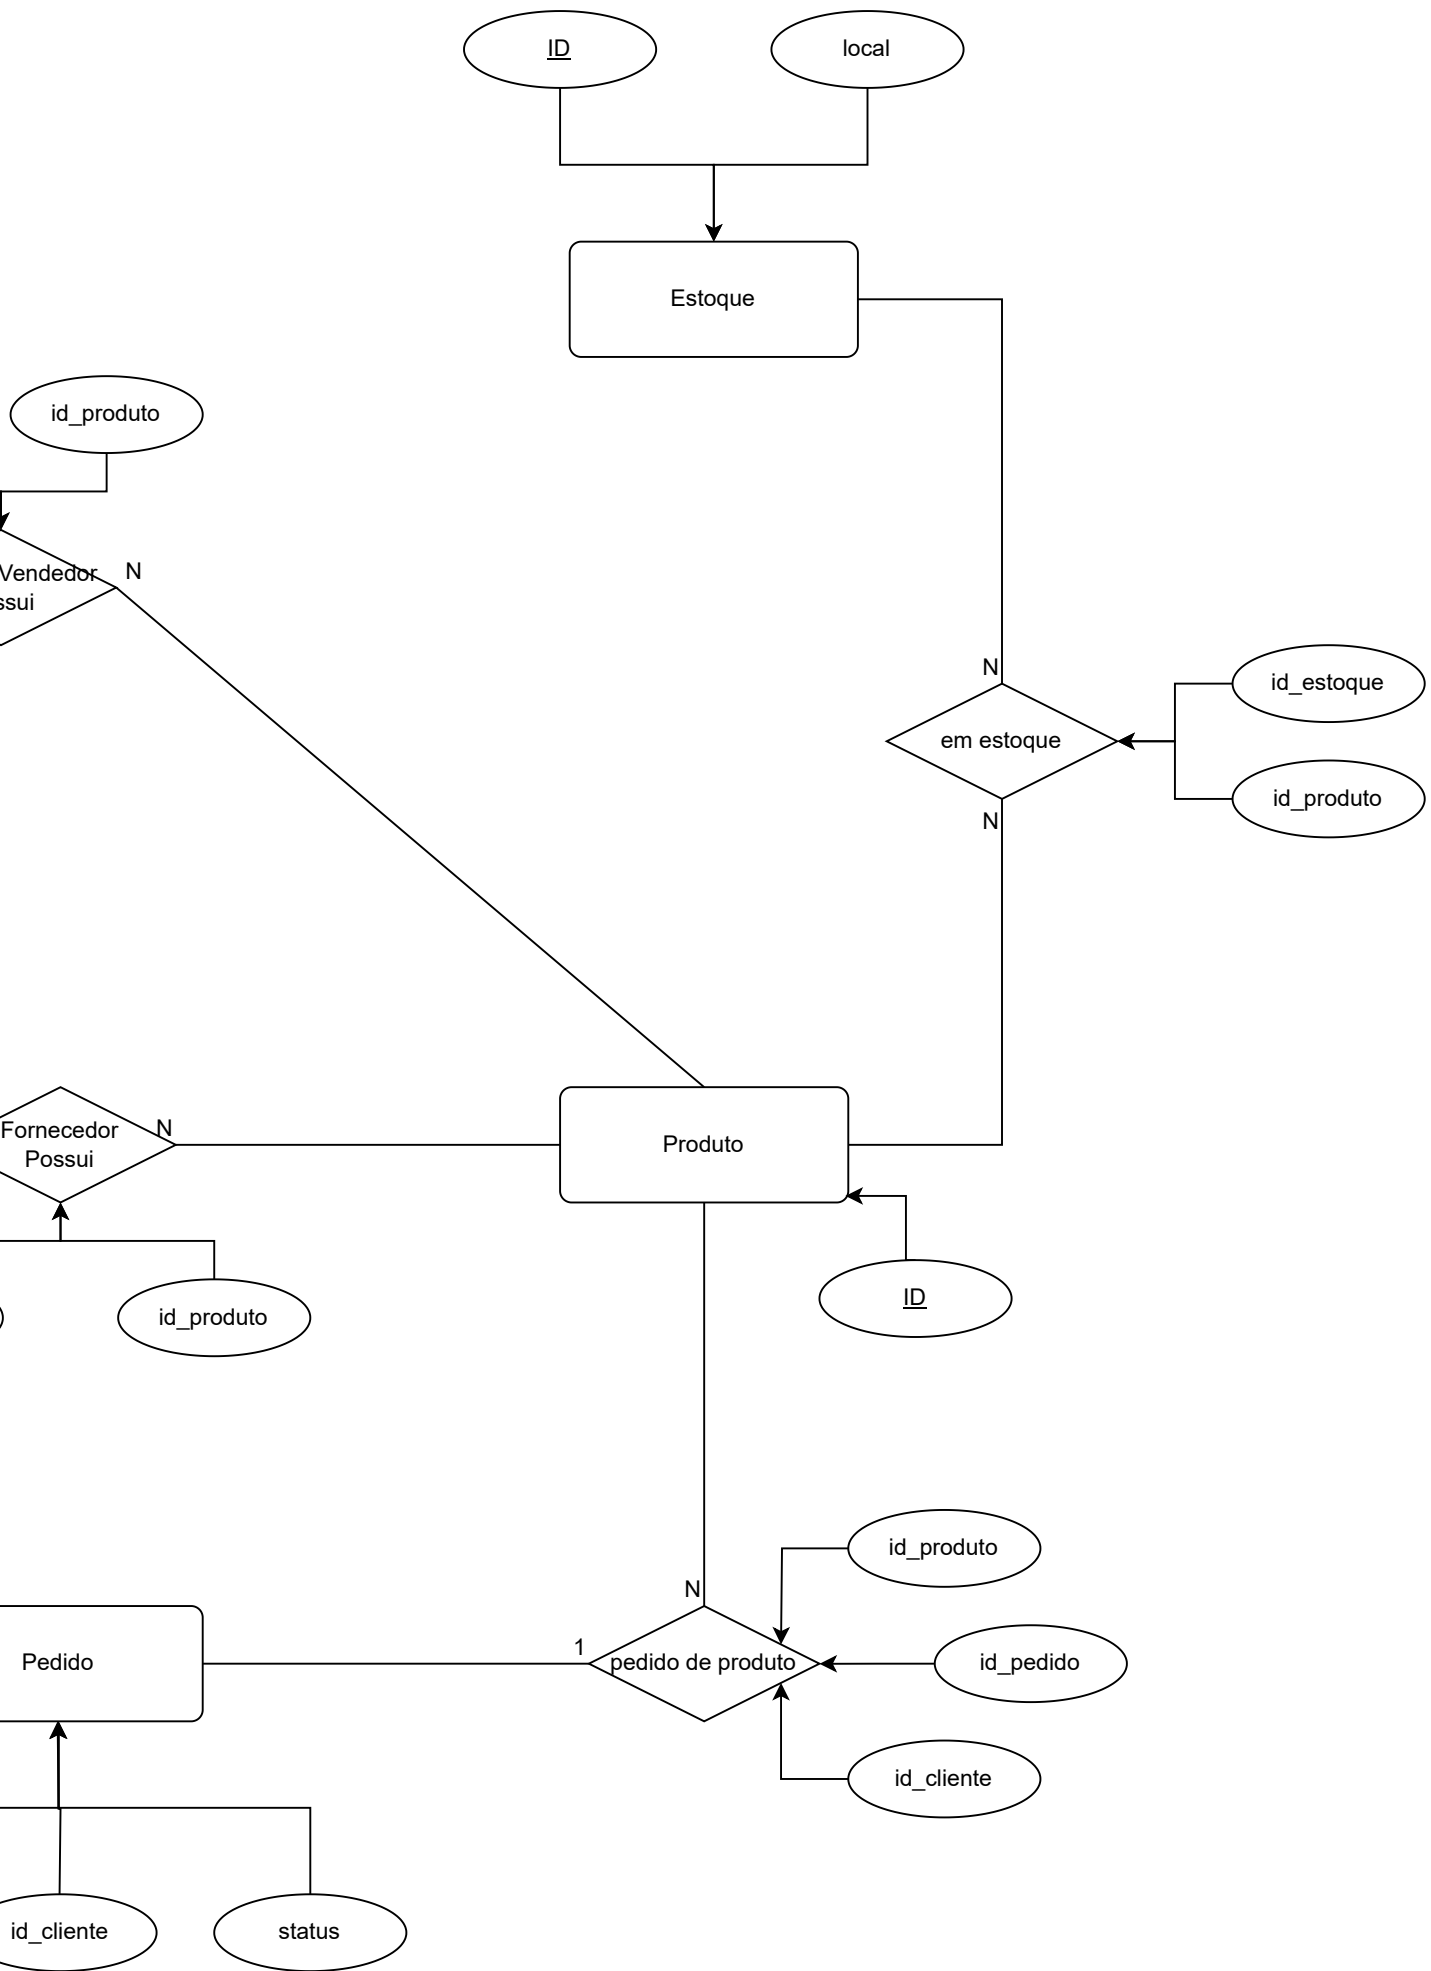 ID
local
Estoque
id_produto
Vendedor
ssui
N
N
id_estoque
em estoque
id_produto
N
Fornecedor
Possui
N
Produto
ID
id_produto
id_produto
N
1
Pedido
pedido de produto
id_pedido
id_cliente
id_cliente
status